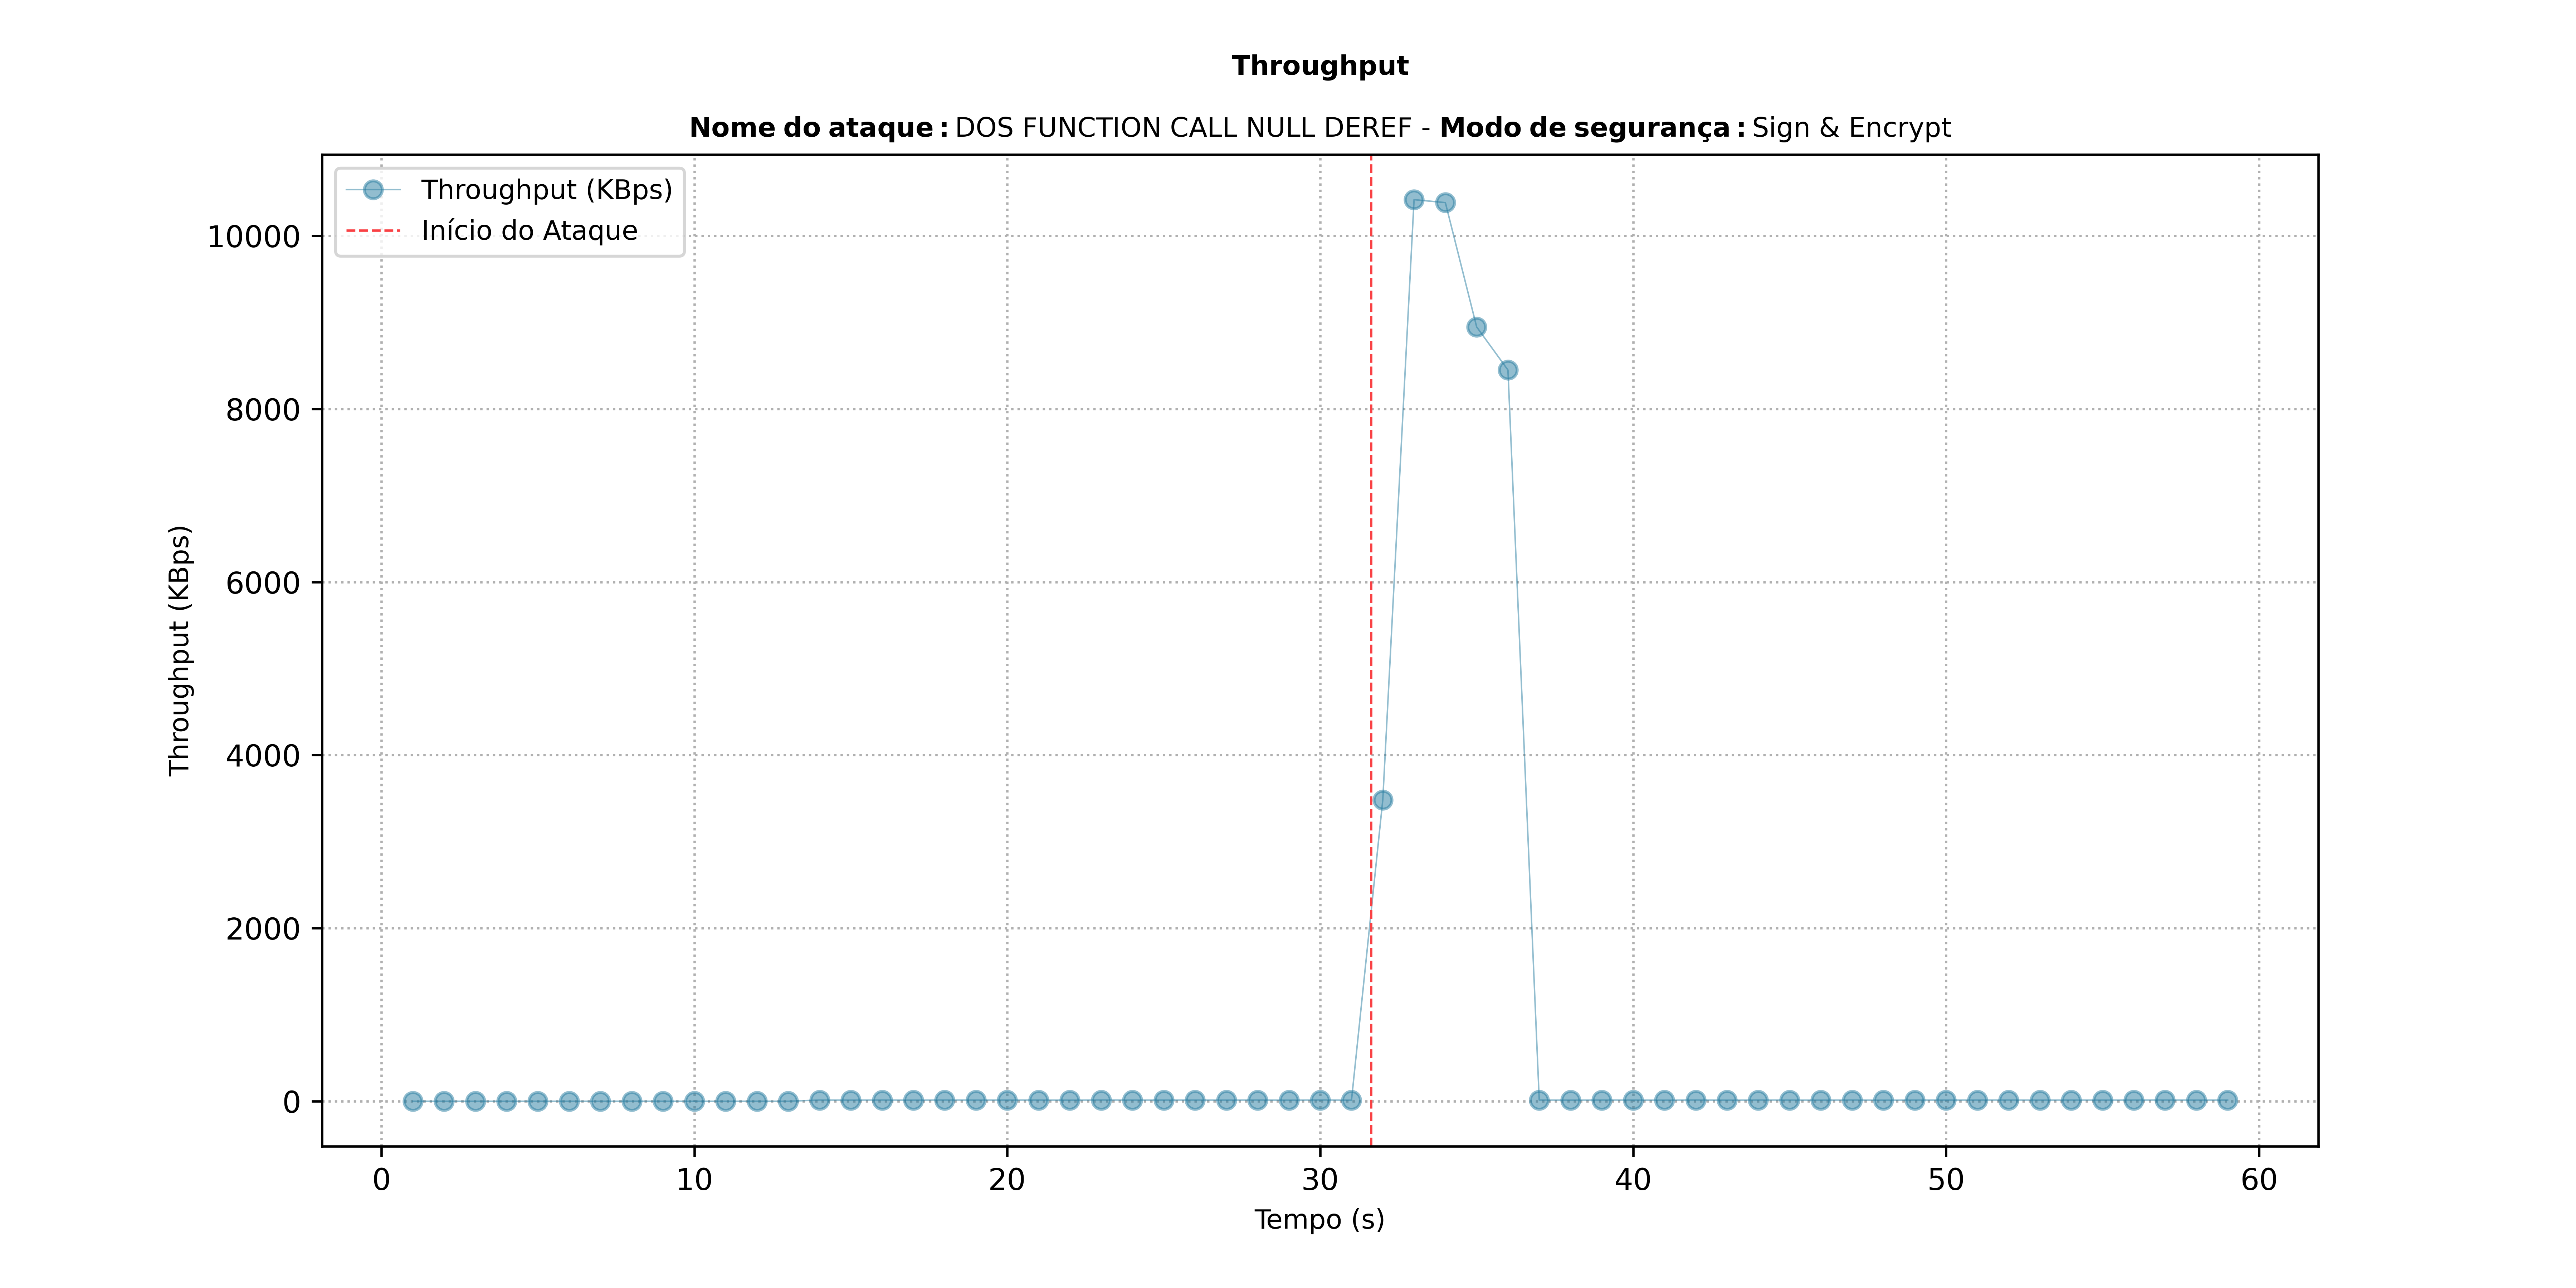 Throughput
Nome do ataque: DOS FUNCTION CALL NULL DEREF - Modo de segurança: Sign & Encrypt
Throughput (KBps)
Início do Ataque
10000
8000
6000
4000
2000
0
Throughput (KBps)
0 10 20 30 40 50 60
Tempo (s)